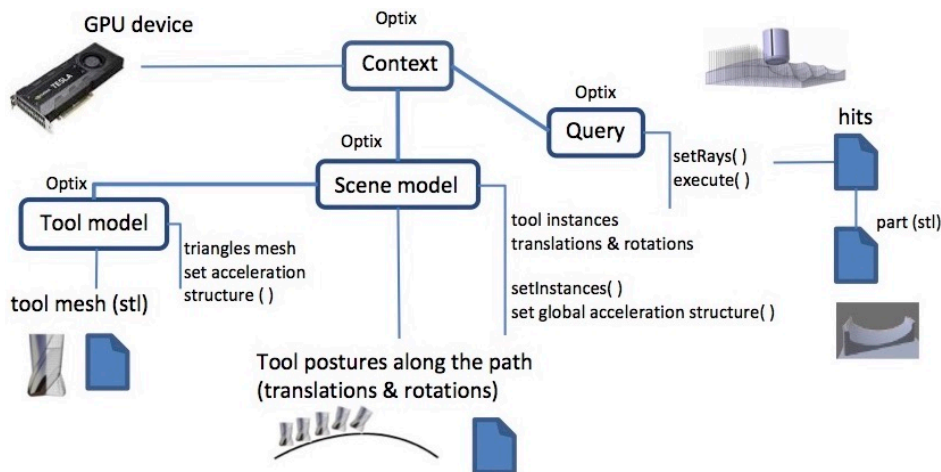 GPU device
Optix
Context
TESLA
Optix
Query
hits
setRays( )
execute( )
Optix
Scene model
Optix
Tool model
tool instances
translations & rotations
part (stl)
triangles mesh
set acceleration
structure ( )
tool mesh (stl)
setInstances( )
set global acceleration structure( )
Tool postures along the path
(translations & rotations)